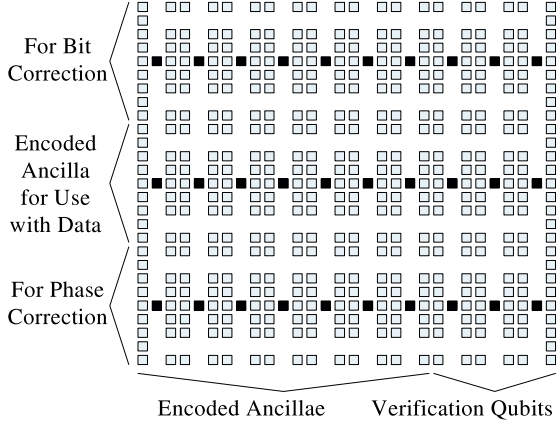 For Bit
Correction
Encoded
Ancilla
for Use
with Data
For Phase
Correction
Encoded Ancillae
Verification Qubits